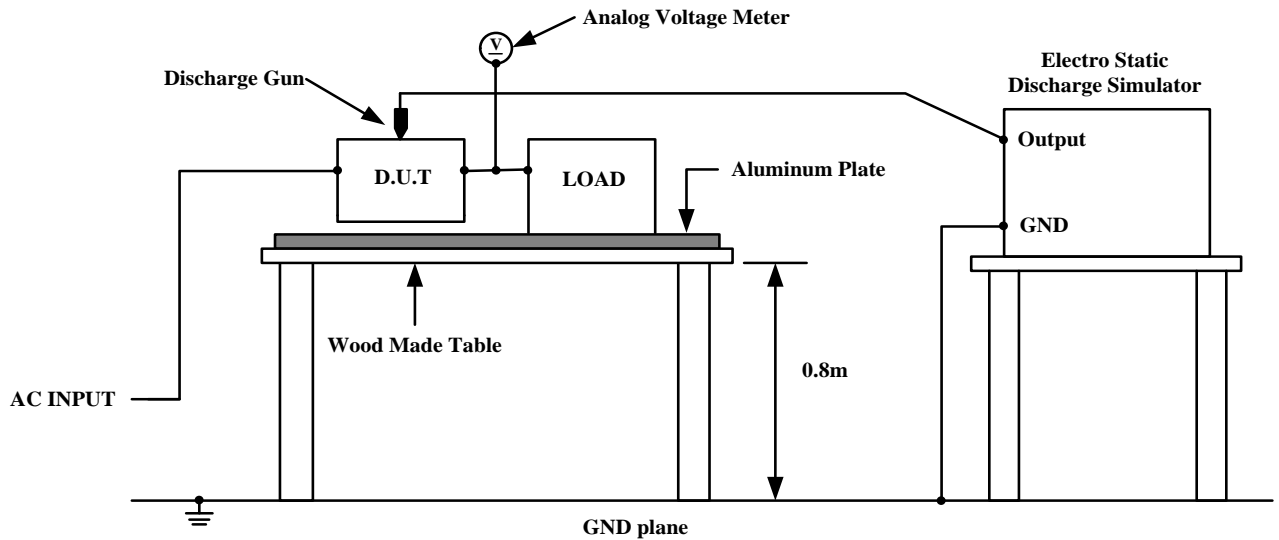 Analog Voltage Meter
V
Discharge Gun
Electro Static
Discharge Simulator
Output
D.U.T
LOAD
Aluminum Plate
GND
Wood Made Table
0.8m
AC INPUT
GND plane